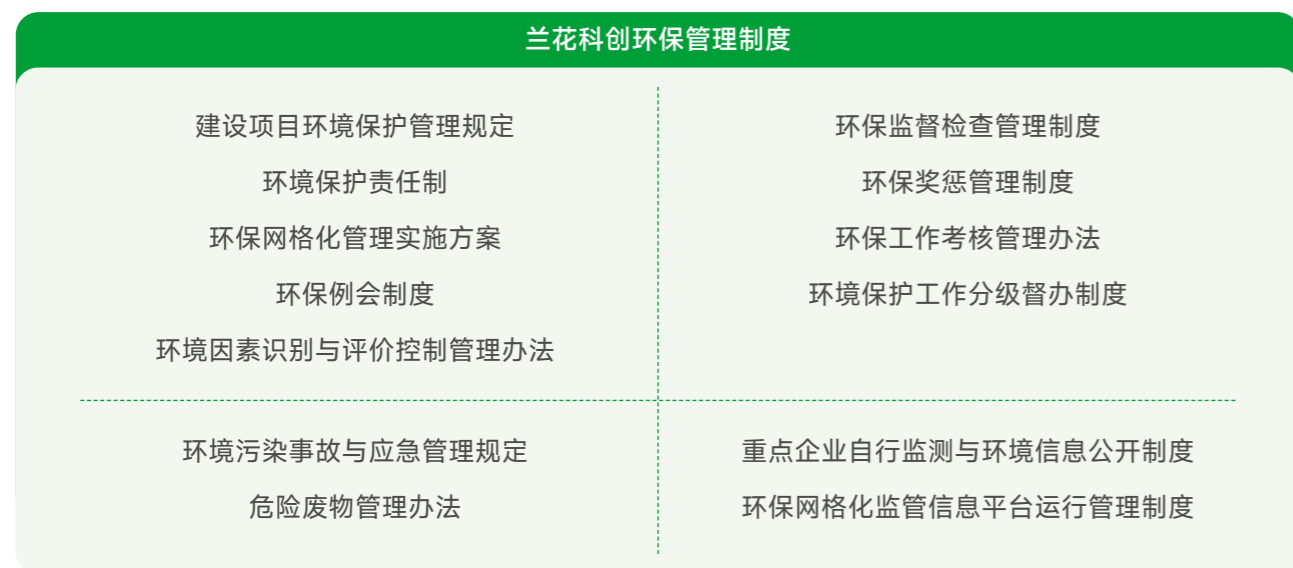 兰花科创环保管理制度
建设项目环境保护管理规定
环境保护责任制
环保网格化管理实施方案
环保例会制度
环境因素识别与评价控制管理办法
环保监督检查管理制度
环保奖惩管理制度
环保工作考核管理办法
环境保护工作分级督办制度
环境污染事故与应急管理规定
危险废物管理办法
重点企业自行监测与环境信息公开制度
环保网格化监管信息平台运行管理制度